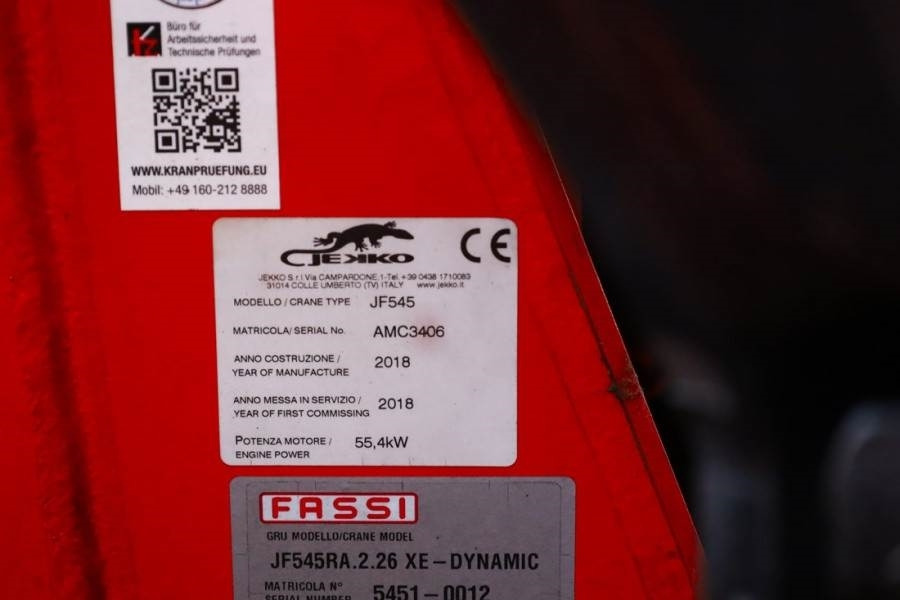 Büro für
Arbeitssicherheit und
Technische Prüfungen
WWW.KRANPRUEFUNG.EU
Mobil: +49 160-212 8888
JEKKO
CE
JEKKO S.r.l.Via CAMPARDONE,1-Tel.+39 0438 1710083
31014 COLLE UMBERTO (TV) ITALY www.jekko.it
MODELLO / CRANE TYPE JF545
MATRICOLA/ SERIAL No. AMC3406
ANNO COSTRUZIONE /
YEAR OF MANUFACTURE 2018
ANNO MESSA IN SERVIZIO /
YEAR OF FIRST COMMISSING 2018
POTENZA MOTORE /
ENGINE POWER 55,4kW
FASSI
GRU MODELLO/CRANE MODEL
JF545RA.2.26 XE-DYNAMIC
MATRICOLA N°
SERIAL NUMBER 5451-0012